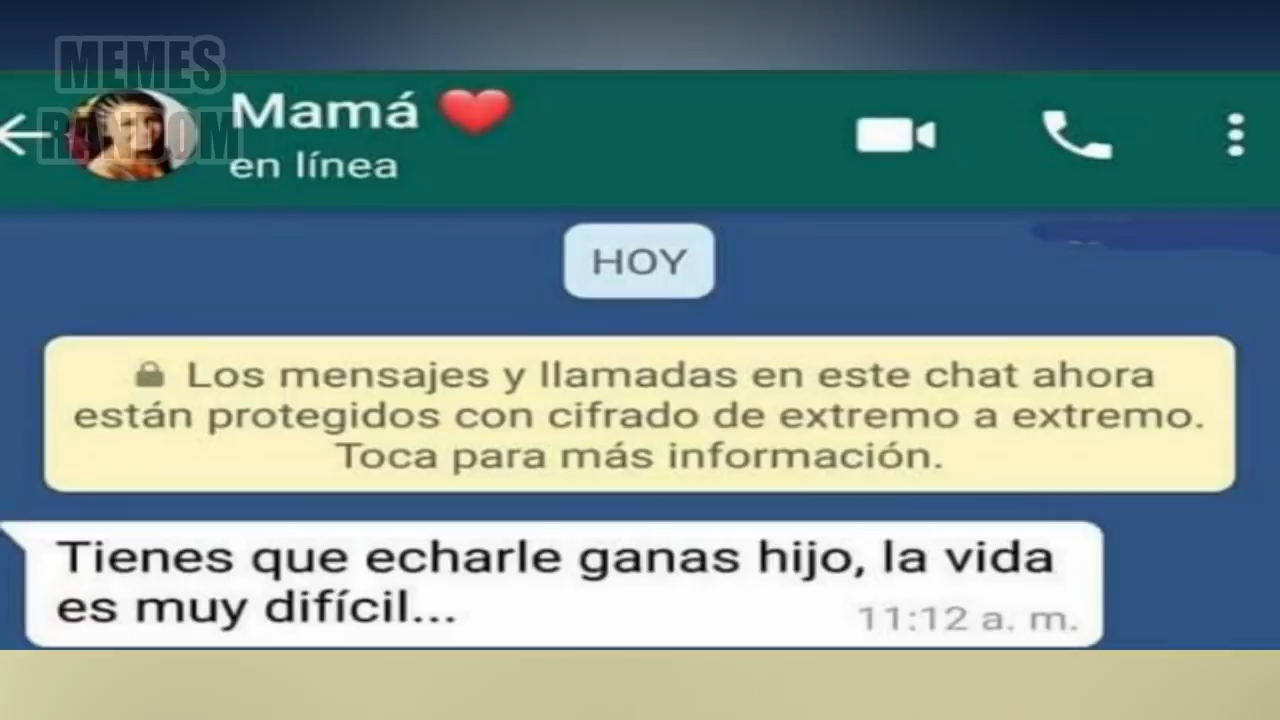 MEMES
RANDOM
Mamá ❤️
en línea
HOY
Los mensajes y llamadas en este chat ahora
están protegidos con cifrado de extremo a extremo.
Toca para más información.
Tienes que echarle ganas hijo, la vida
es muy difícil...
11:12 a. m.